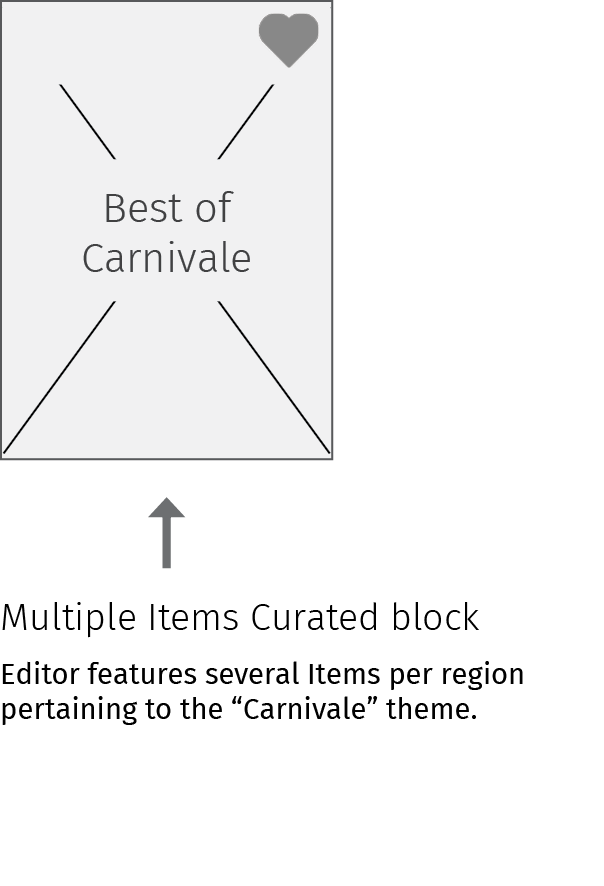 Best of
Carnivale
Multiple Items Curated block
Editor features several Items per region
pertaining to the “Carnivale” theme.